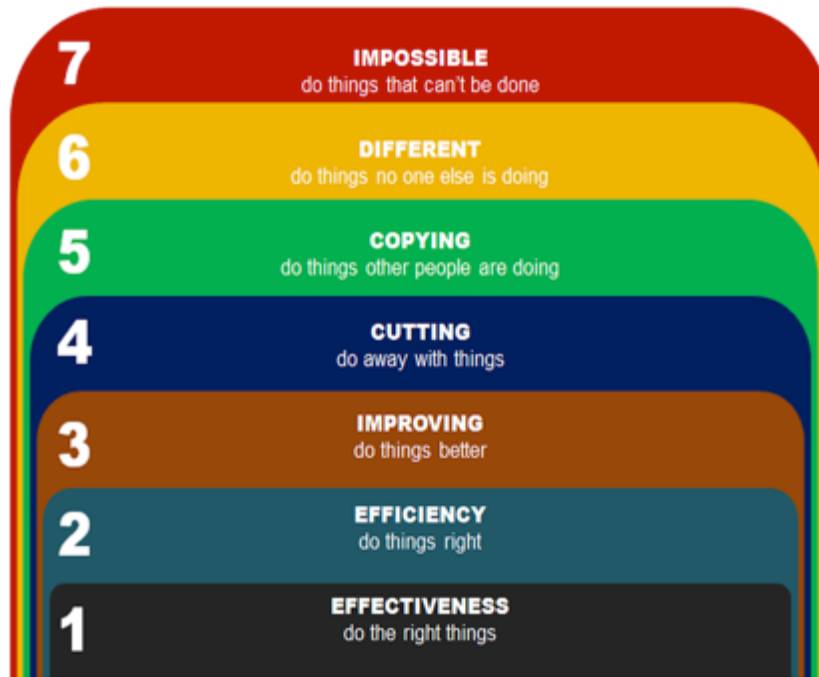 7
IMPOSSIBLE
do things that can't be done
6
DIFFERENT
do things no one else is doing
5
COPYING
do things other people are doing
4
CUTTING
do away with things
3
IMPROVING
do things better
2
EFFICIENCY
do things right
1
EFFECTIVENESS
do the right things